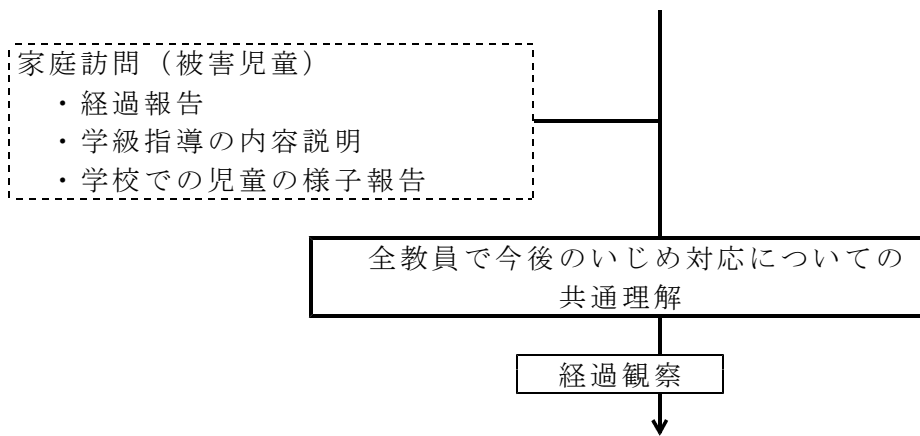 家庭訪問（被害児童）
・経過報告
・学級指導の内容説明
・学校での児童の様子報告
全教員で今後のいじめ対応についての
共通理解
経過観察